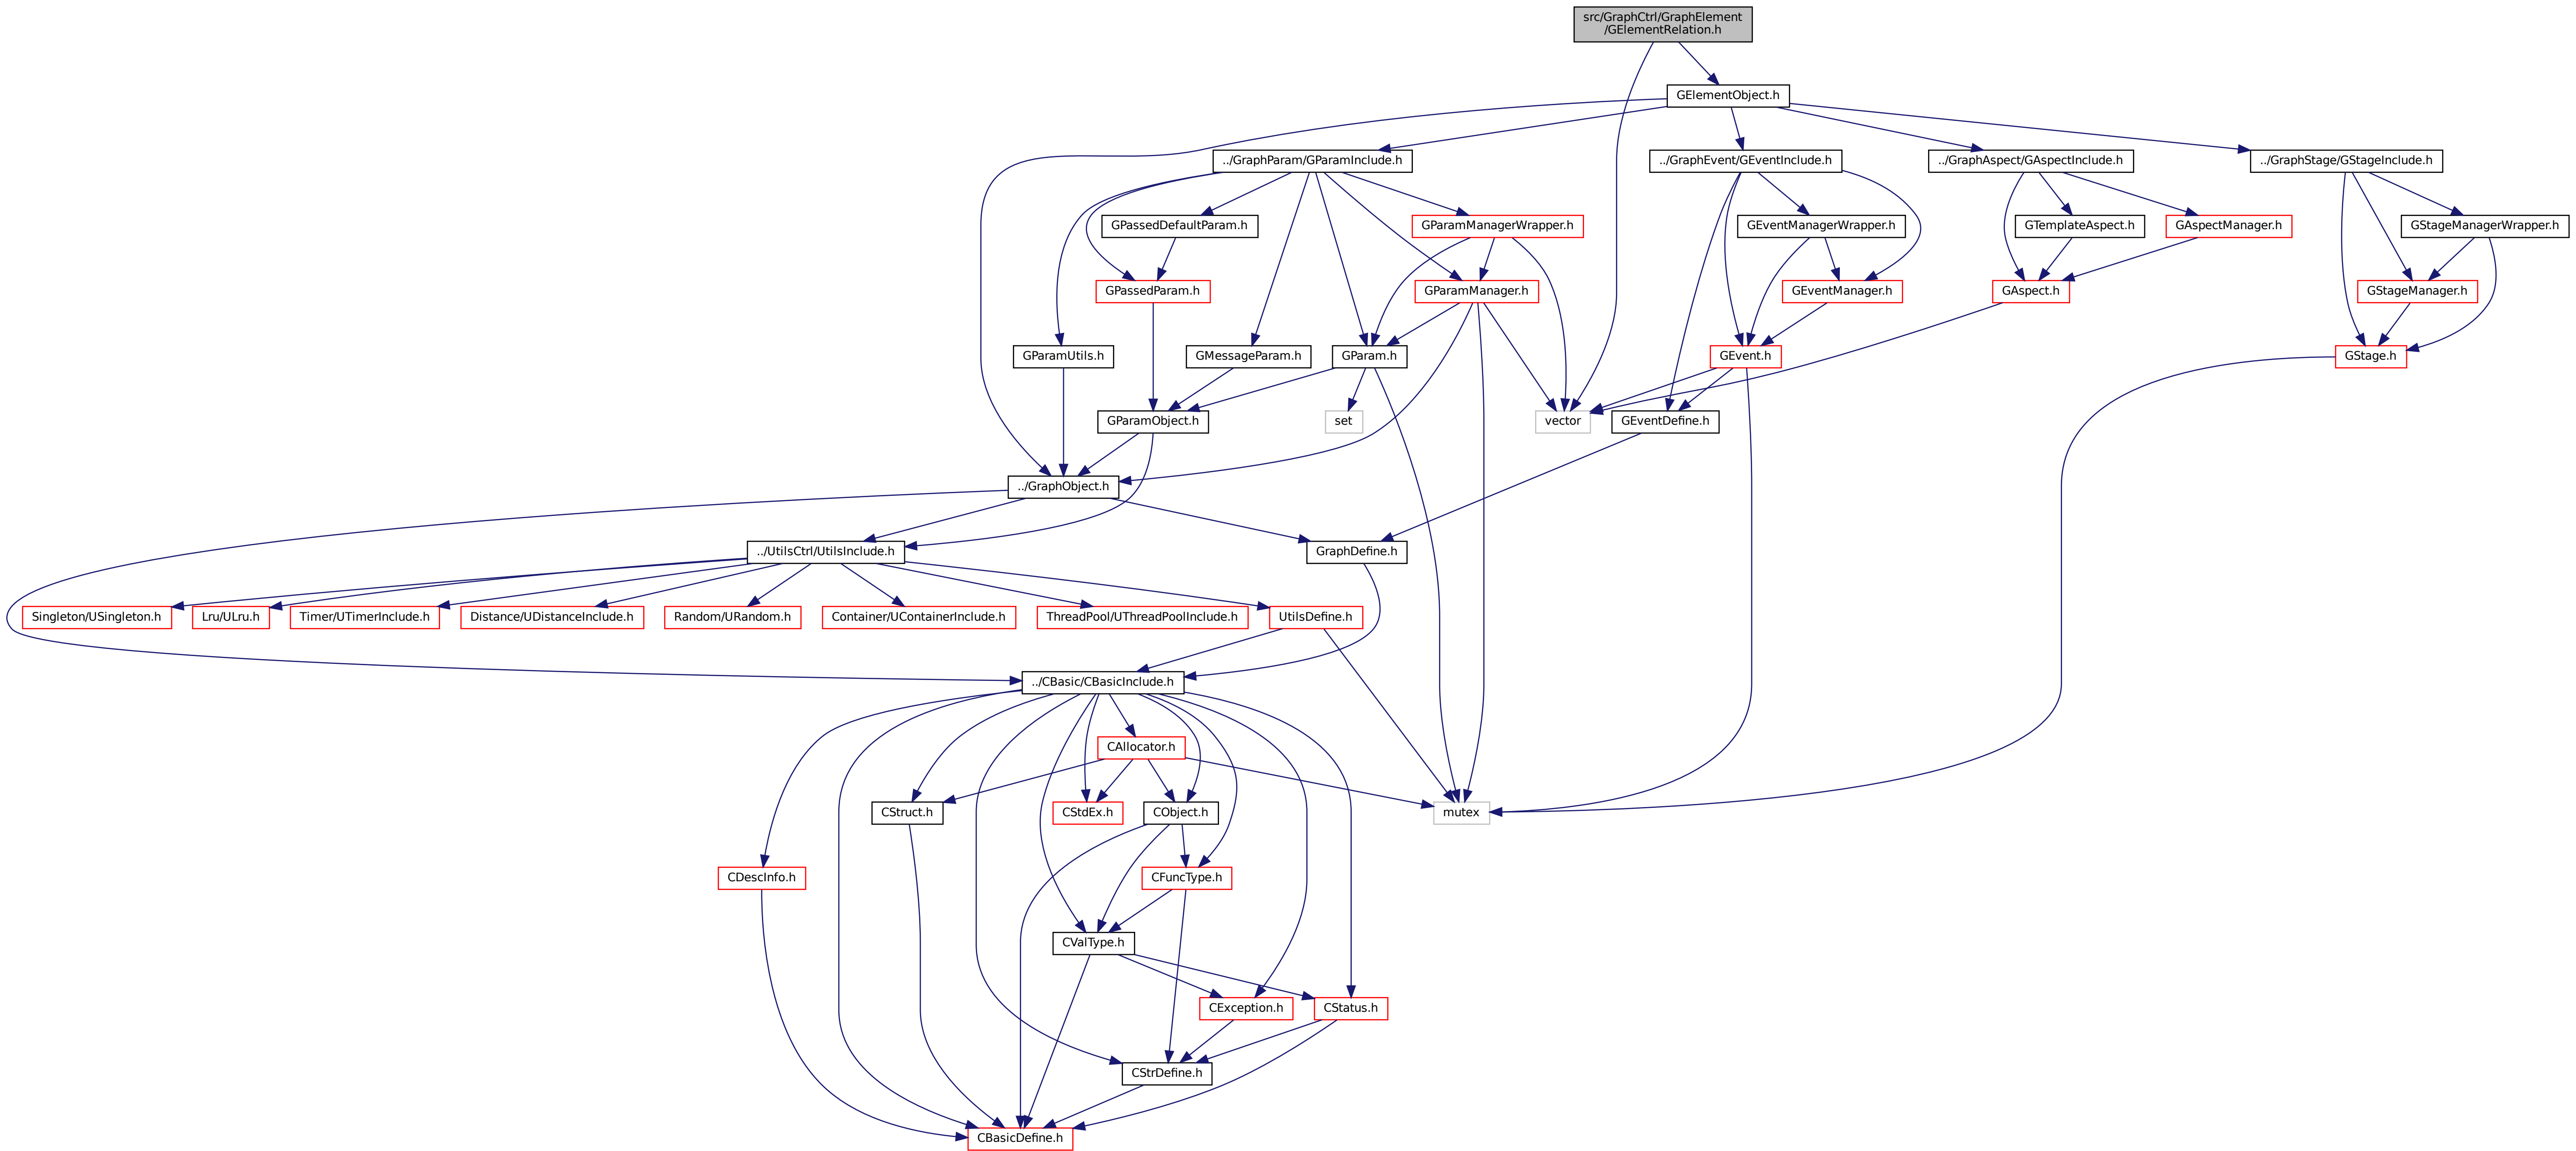 src/GraphCtrl/GraphElement
/GElementRelation.h
GElementObject.h
../GraphParam/GParamInclude.h
../GraphEvent/GEventInclude.h
../GraphAspect/GAspectInclude.h
../GraphStage/GStageInclude.h
GPassedDefaultParam.h
GParamManagerWrapper.h
GEventManagerWrapper.h
GTemplateAspect.h
GAspectManager.h
GStageManagerWrapper.h
GPassedParam.h
GParamManager.h
GEventManager.h
GAspect.h
GStageManager.h
GParamUtils.h
GMessageParam.h
GParam.h
GEvent.h
GStage.h
GParamObject.h
set
vector
GEventDefine.h
../GraphObject.h
../UtilsCtrl/UtilsInclude.h
GraphDefine.h
Singleton/USingleton.h
Lru/ULru.h
Timer/UTimerInclude.h
Distance/UDistanceInclude.h
Random/URandom.h
Container/UContainerInclude.h
ThreadPool/UThreadPoolInclude.h
UtilsDefine.h
../CBasic/CBasicInclude.h
CAllocator.h
CStruct.h
CStdEx.h
CObject.h
mutex
CDescInfo.h
CFuncType.h
CValType.h
CException.h
CStatus.h
CStrDefine.h
CBasicDefine.h